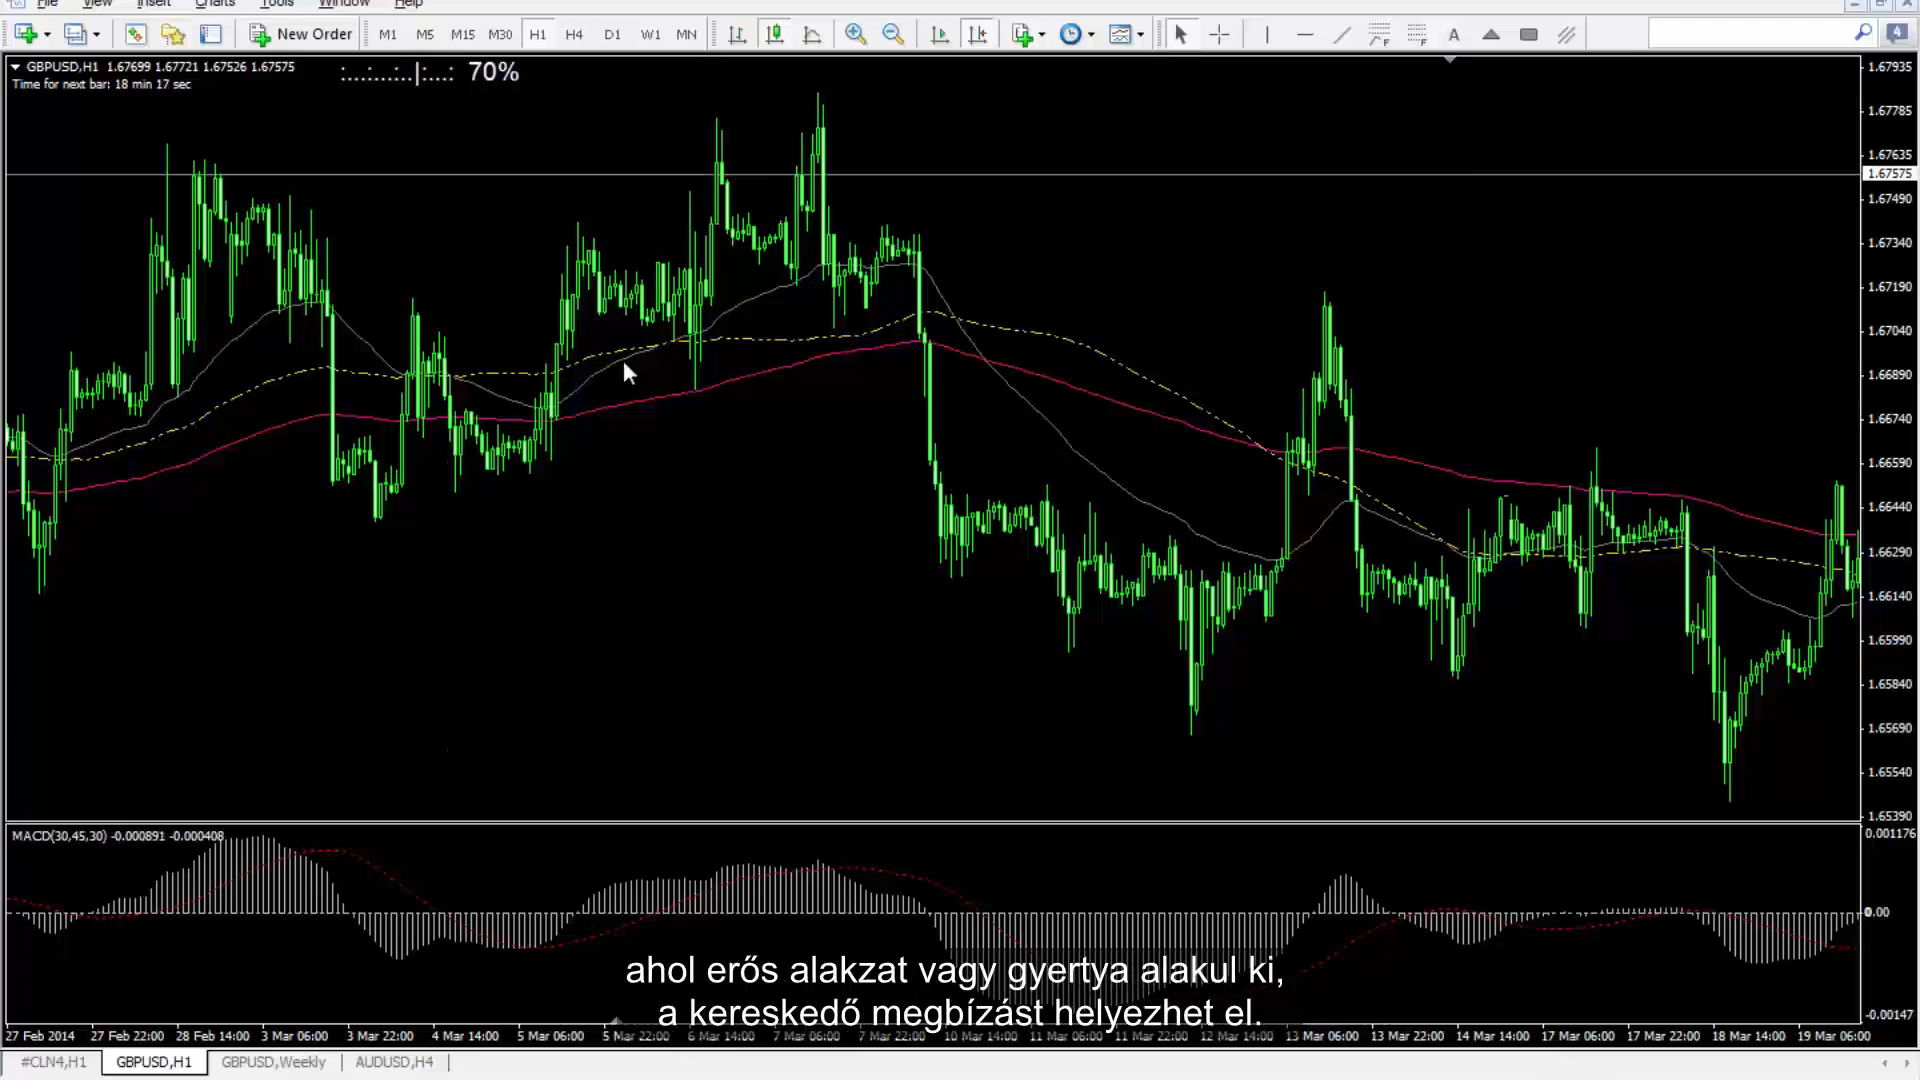 File View Insert Charts Tools Window Help
New Order M1 M5 M15 M30 H1 H4 D1 W1 MN A 4
GBPUSD,H1 1.67699 1.67721 1.67526 1.67575
70%
Time for next bar: 18 min 17 sec
1.67935
1.67785
1.67635
1.67575
1.67490
1.67340
1.67190
1.67040
1.66890
1.66740
1.66590
1.66440
1.66290
1.66140
1.65990
1.65840
1.65690
1.65540
1.65390
MACD(30,45,30) -0.000891 -0.000408
0.001176
0.00
-0.00147
ahol erős alakzat vagy gyertya alakul ki,
a kereskedő megbízást helyezhet el.
27 Feb 2014 27 Feb 22:00 28 Feb 14:00 3 Mar 06:00 3 Mar 22:00 4 Mar 14:00 5 Mar 06:00 5 Mar 22:00 6 Mar 14:00 7 Mar 06:00 7 Mar 22:00 10 Mar 14:00 11 Mar 06:00 11 Mar 22:00 12 Mar 14:00 13 Mar 06:00 13 Mar 22:00 14 Mar 14:00 17 Mar 06:00 17 Mar 22:00 18 Mar 14:00 19 Mar 06:00
#CLN4,H1 GBPUSD,H1 GBPUSD,Weekly AUDUSD,H4